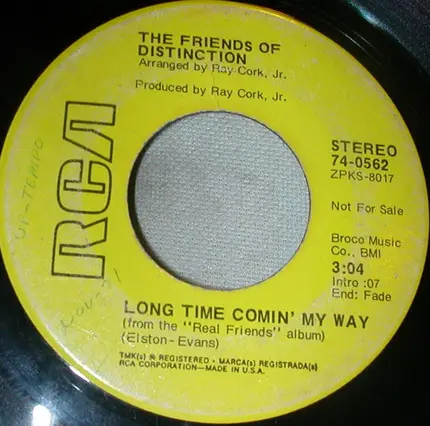 THE FRIENDS OF
DISTINCTION
Arranged by Ray Cork, Jr.
Produced by Ray Cork, Jr.
RCA
UP-TEMPO
STEREO
74-0562
ZPKS-8017
Not For Sale
Broco Music
Co., BMI
3:04
Intro :07
End: Fade
LONG TIME COMIN' MY WAY
(from the "Real Friends" album)
(Elston-Evans)
TMK(s) ® REGISTERED • MARCA(s) REGISTRADA(s)
RCA CORPORATION—MADE IN U.S.A.